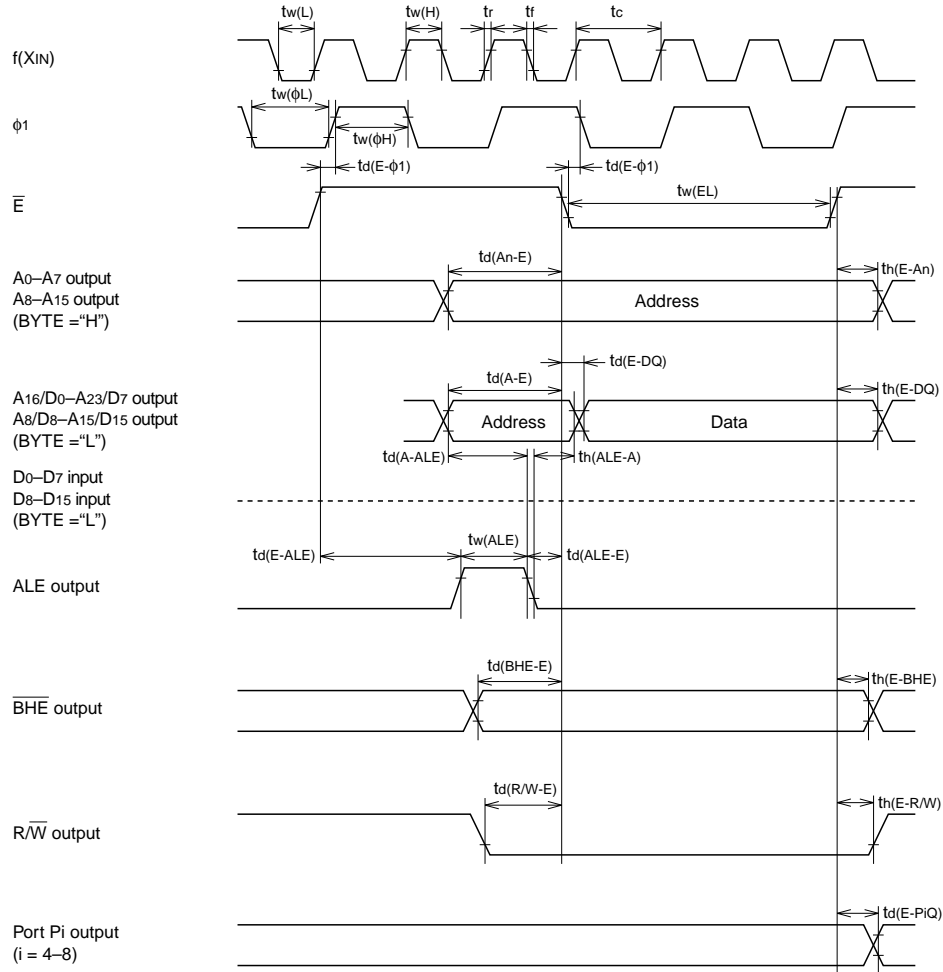 tw(L) tw(H) tr tf tc
f(XIN)
tw(ϕL)
ϕ1
tw(ϕH)
td(E-ϕ1) td(E-ϕ1)
E
tw(EL)
td(An-E) th(E-An)
A0–A7 output
A8–A15 output
(BYTE =“H”)
Address
td(E-DQ)
td(A-E) th(E-DQ)
A16/D0–A23/D7 output
A8/D8–A15/D15 output
(BYTE =“L”)
Address Data
td(A-ALE) th(ALE-A)
D0–D7 input
D8–D15 input
(BYTE =“L”)
tw(ALE)
td(E-ALE) td(ALE-E)
ALE output
td(BHE-E) th(E-BHE)
BHE output
td(R/W-E) th(E-R/W)
R/W output
td(E-PiQ)
Port Pi output
(i = 4–8)